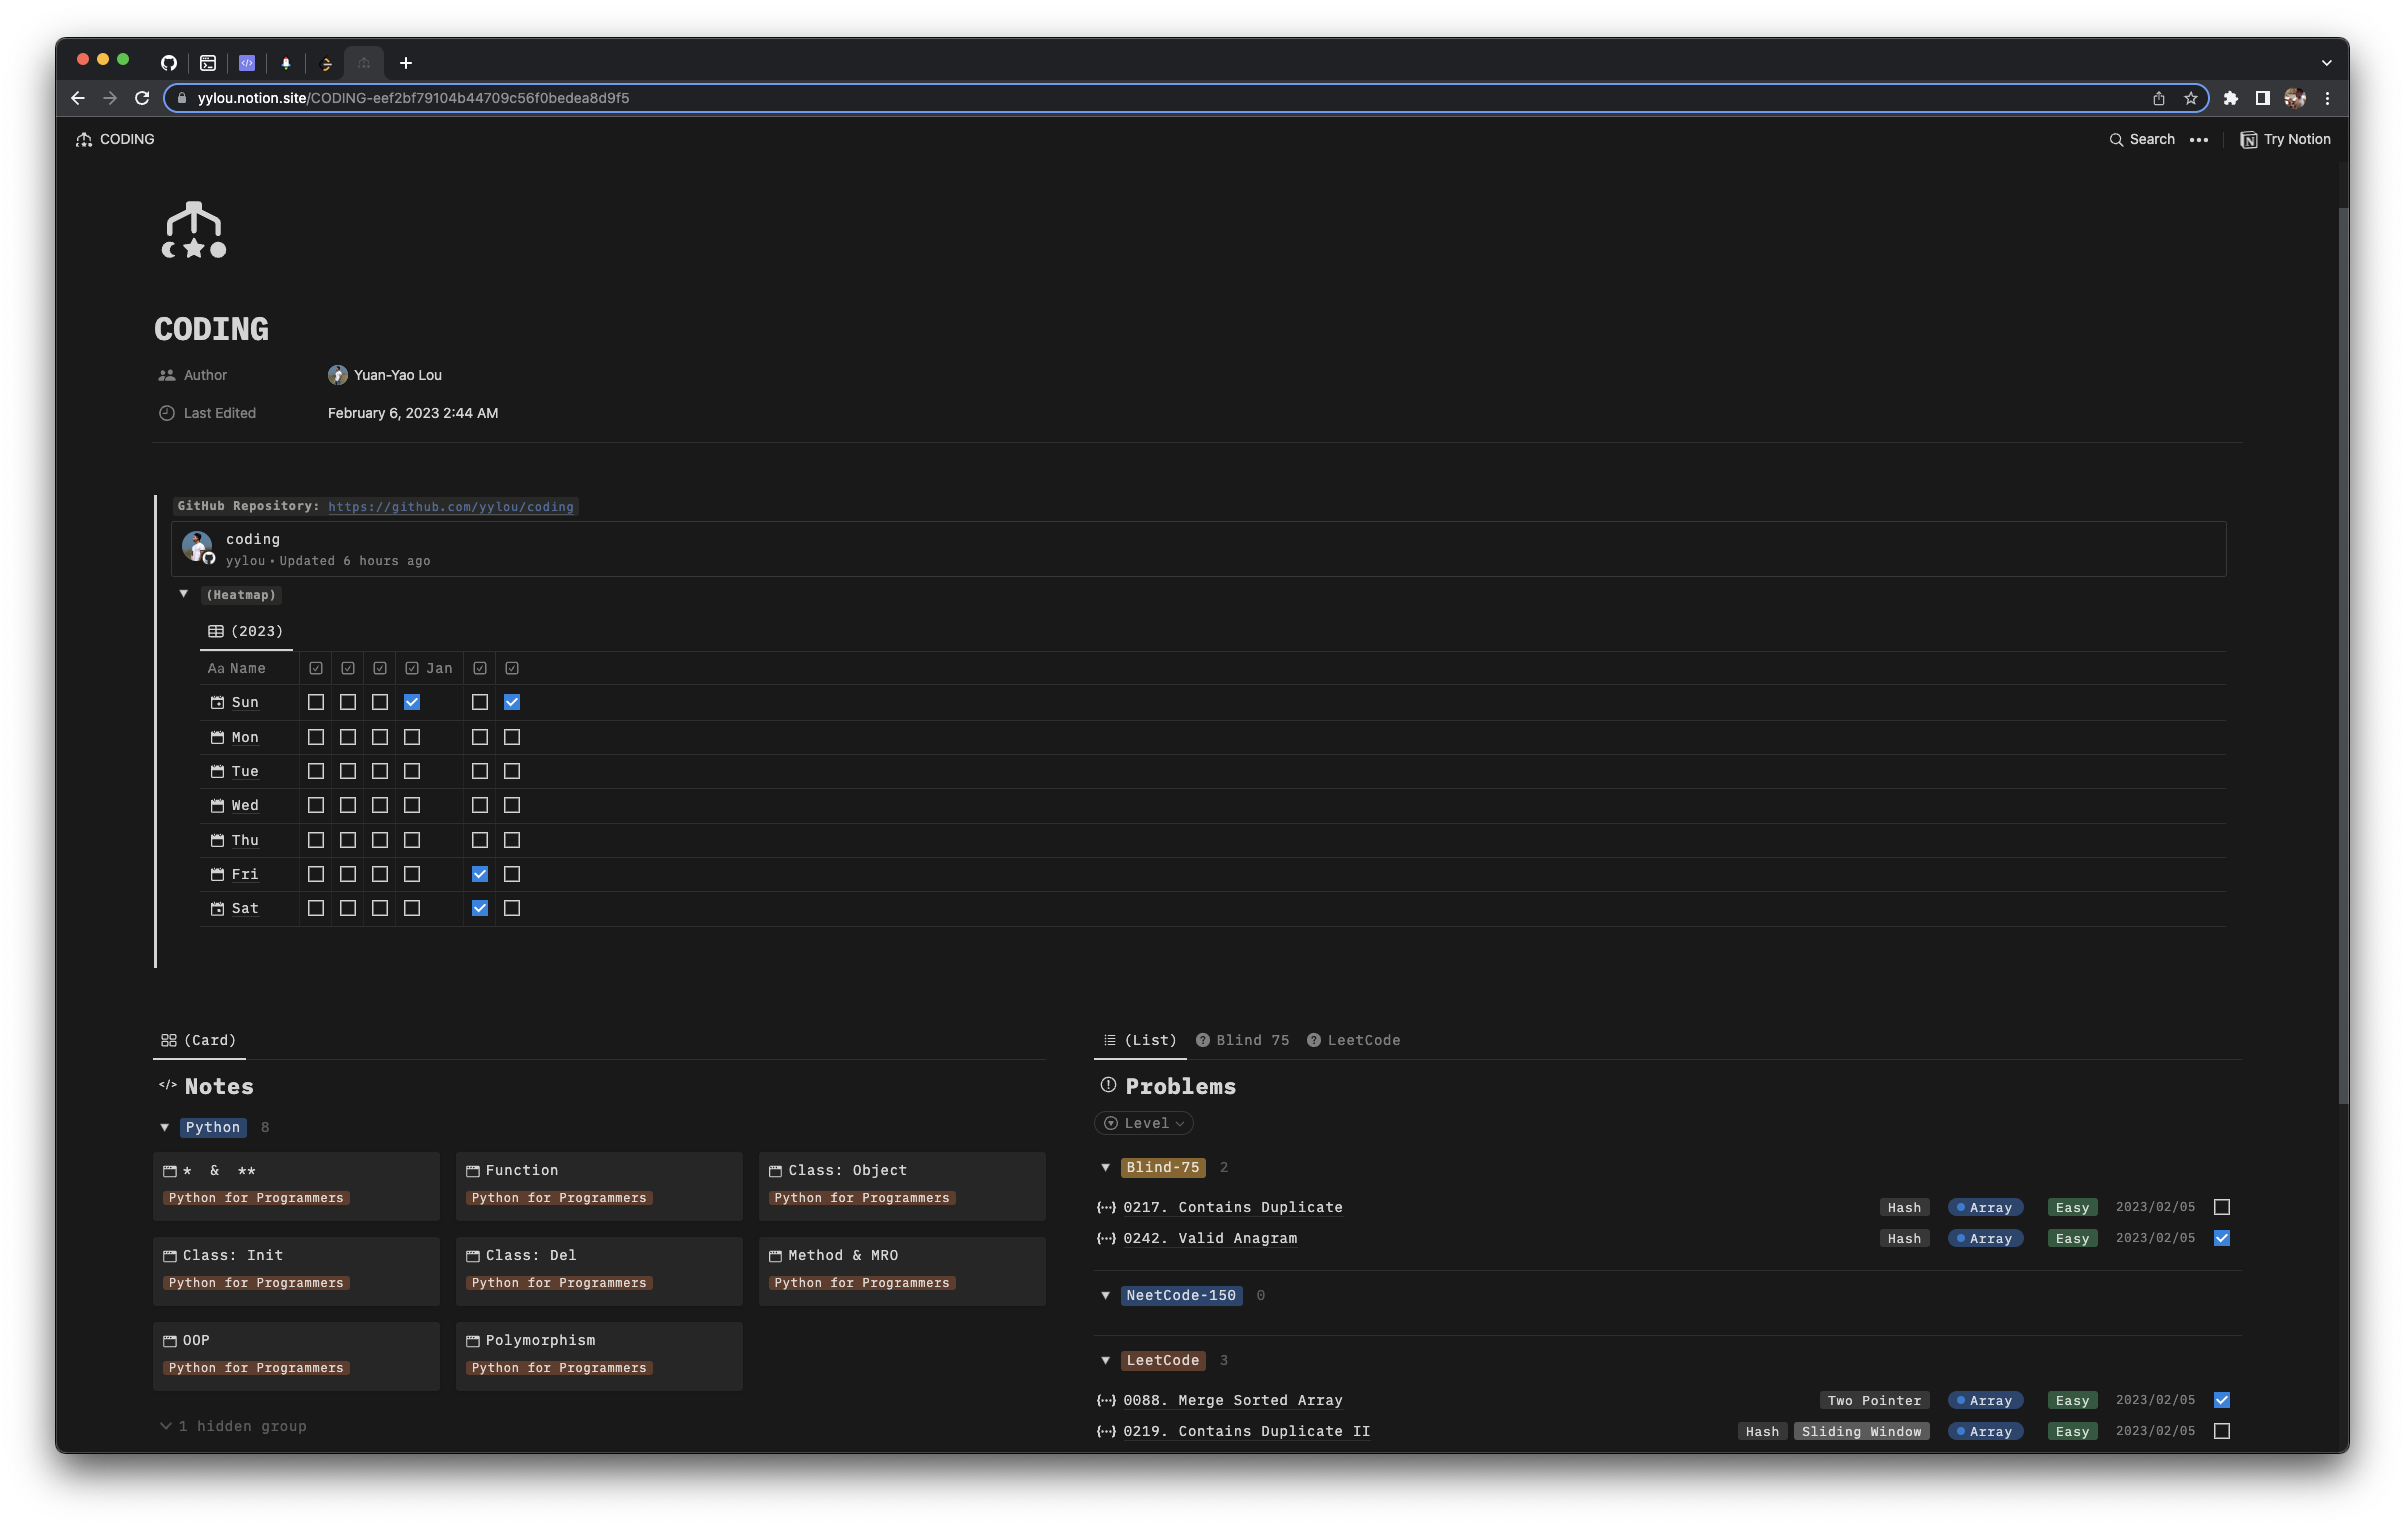 yylou.notion.site/CODING-eef2bf79104b44709c56f0bedea8d9f5
CODING
Search
Try Notion
CODING
Author Yuan-Yao Lou
Last Edited February 6, 2023 2:44 AM
GitHub Repository: https://github.com/yylou/coding
coding
yylou • Updated 6 hours ago
(Heatmap)
(2023)
Aa Name Jan
Sun
Mon
Tue
Wed
Thu
Fri
Sat
(Card)
</> Notes
Python 8
* & **
Python for Programmers
Function
Python for Programmers
Class: Object
Python for Programmers
Class: Init
Python for Programmers
Class: Del
Python for Programmers
Method & MRO
Python for Programmers
OOP
Python for Programmers
Polymorphism
Python for Programmers
1 hidden group
(List) Blind 75 LeetCode
Problems
Level
Blind-75 2
0217. Contains Duplicate Hash Array Easy 2023/02/05
0242. Valid Anagram Hash Array Easy 2023/02/05
NeetCode-150 0
LeetCode 3
0088. Merge Sorted Array Two Pointer Array Easy 2023/02/05
0219. Contains Duplicate II Hash Sliding Window Array Easy 2023/02/05